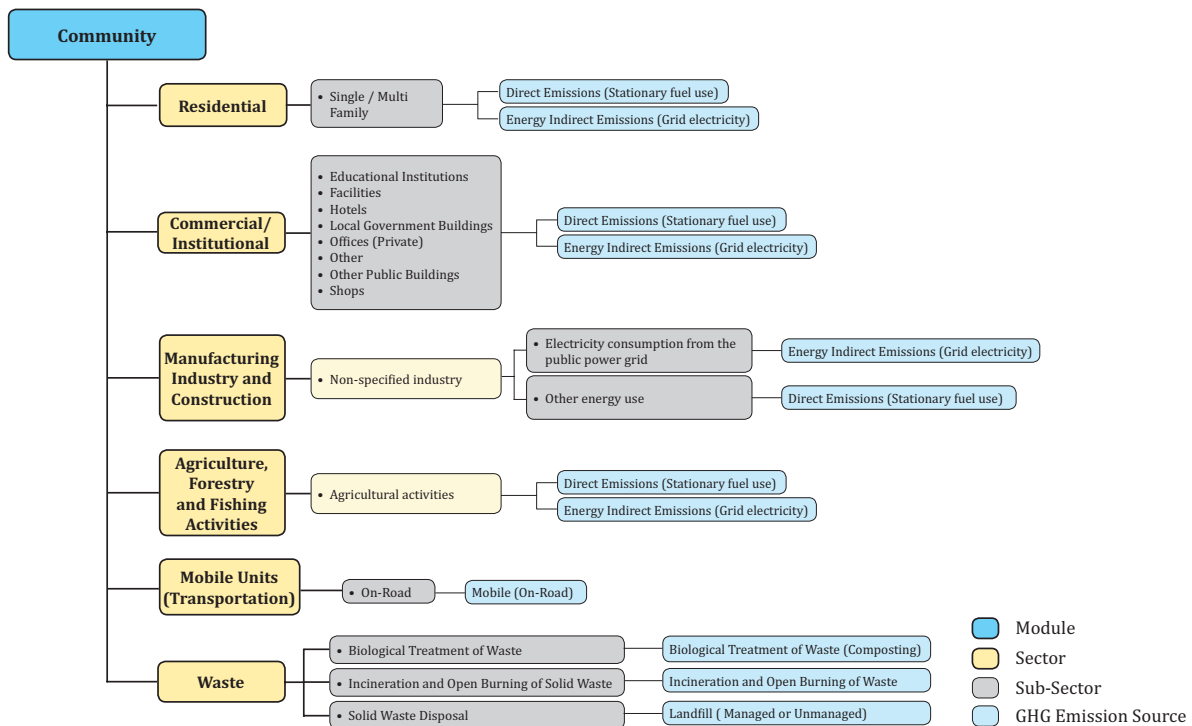 Community
Residential
• Single / Multi
Family
Direct Emissions (Stationary fuel use)
Energy Indirect Emissions (Grid electricity)
Commercial/
Institutional
• Educational Institutions
• Facilities
• Hotels
• Local Government Buildings
• Offices (Private)
• Other
• Other Public Buildings
• Shops
Direct Emissions (Stationary fuel use)
Energy Indirect Emissions (Grid electricity)
Manufacturing
Industry and
Construction
• Non-specified industry
• Electricity consumption from the
public power grid
Energy Indirect Emissions (Grid electricity)
• Other energy use
Direct Emissions (Stationary fuel use)
Agriculture,
Forestry
and Fishing
Activities
• Agricultural activities
Direct Emissions (Stationary fuel use)
Energy Indirect Emissions (Grid electricity)
Mobile Units
(Transportation)
• On-Road
Mobile (On-Road)
Waste
• Biological Treatment of Waste
Biological Treatment of Waste (Composting)
• Incineration and Open Burning of Solid Waste
Incineration and Open Burning of Waste
• Solid Waste Disposal
Landfill ( Managed or Unmanaged)
Module
Sector
Sub-Sector
GHG Emission Source